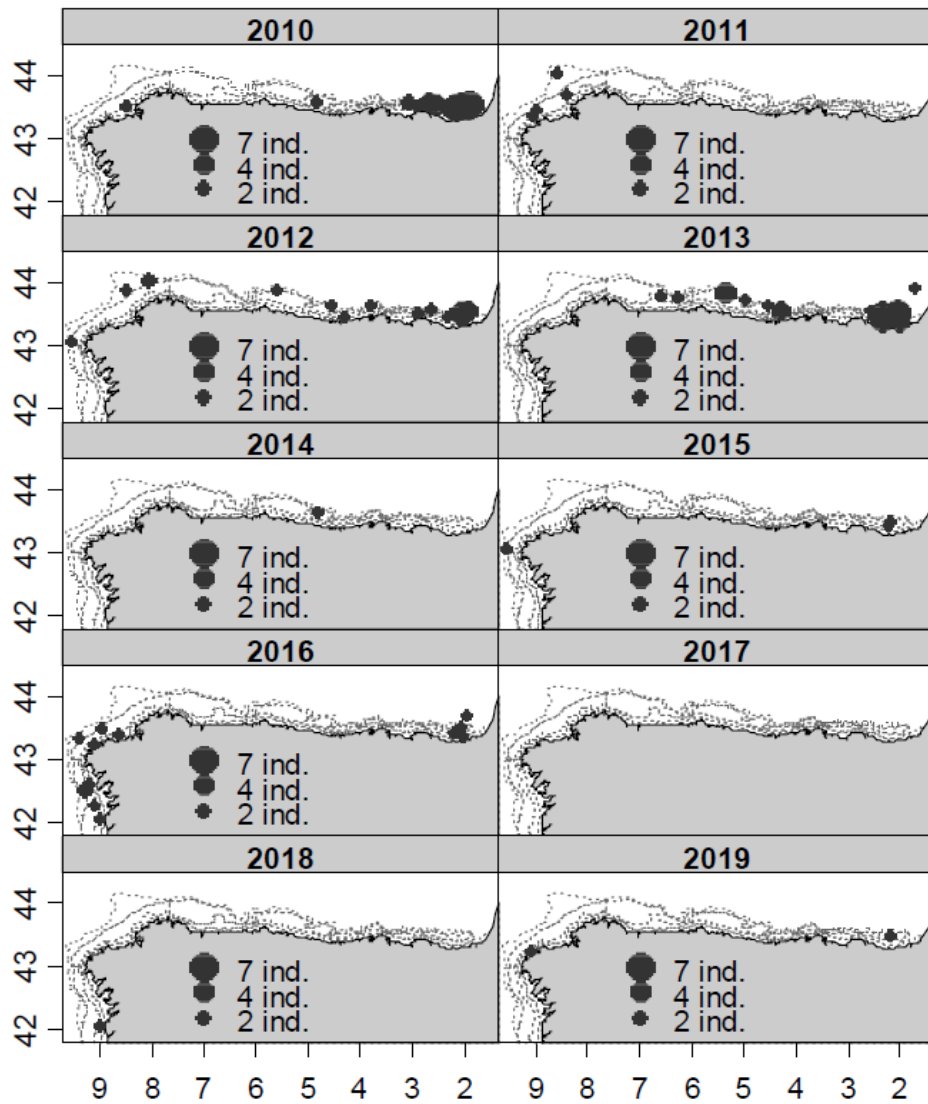 2010 2011
44
43
42
7 ind. 7 ind.
4 ind. 4 ind.
2 ind. 2 ind.
2012 2013
44
43
42
7 ind. 7 ind.
4 ind. 4 ind.
2 ind. 2 ind.
2014 2015
44
43
42
7 ind. 7 ind.
4 ind. 4 ind.
2 ind. 2 ind.
2016 2017
44
43
42
7 ind.
4 ind.
2 ind.
2018 2019
44
43
42
7 ind. 7 ind.
4 ind. 4 ind.
2 ind. 2 ind.
9 8 7 6 5 4 3 2 9 8 7 6 5 4 3 2